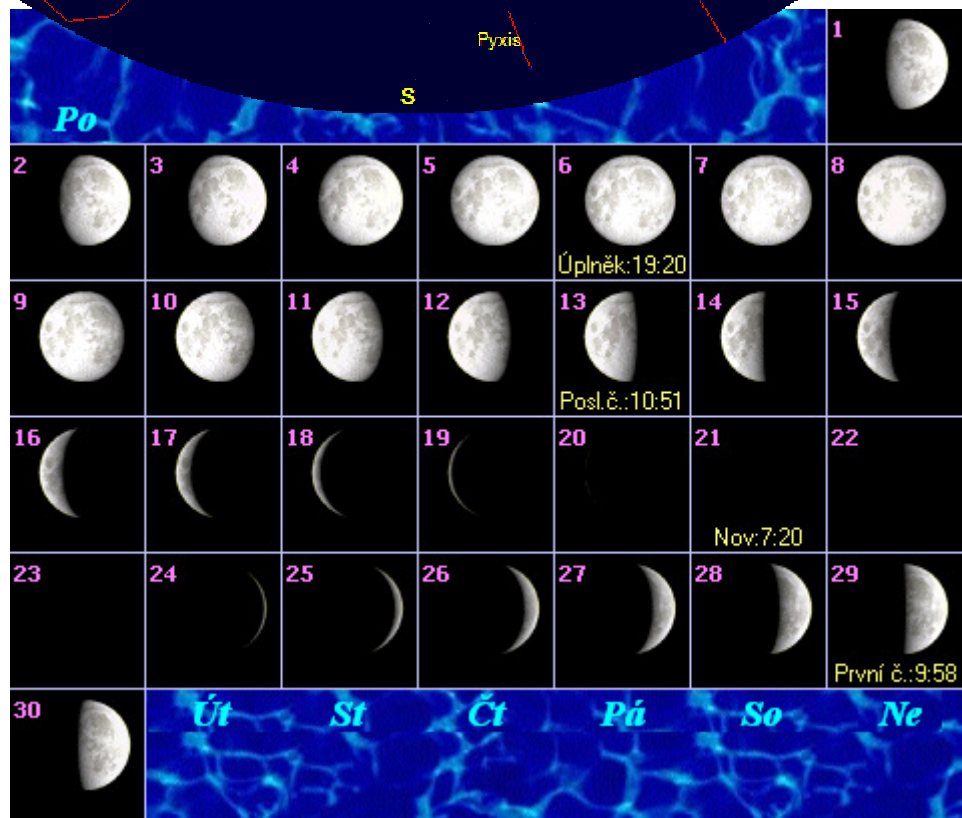 Pyxis
S
1
Po
2 3 4 5 6 7 8
Úplněk:19:20
9 10 11 12 13 14 15
Posl.č.:10:51
16 17 18 19 20 21 22
Nov:7:20
23 24 25 26 27 28 29
První č.:9:58
30
Út St Čt Pá So Ne